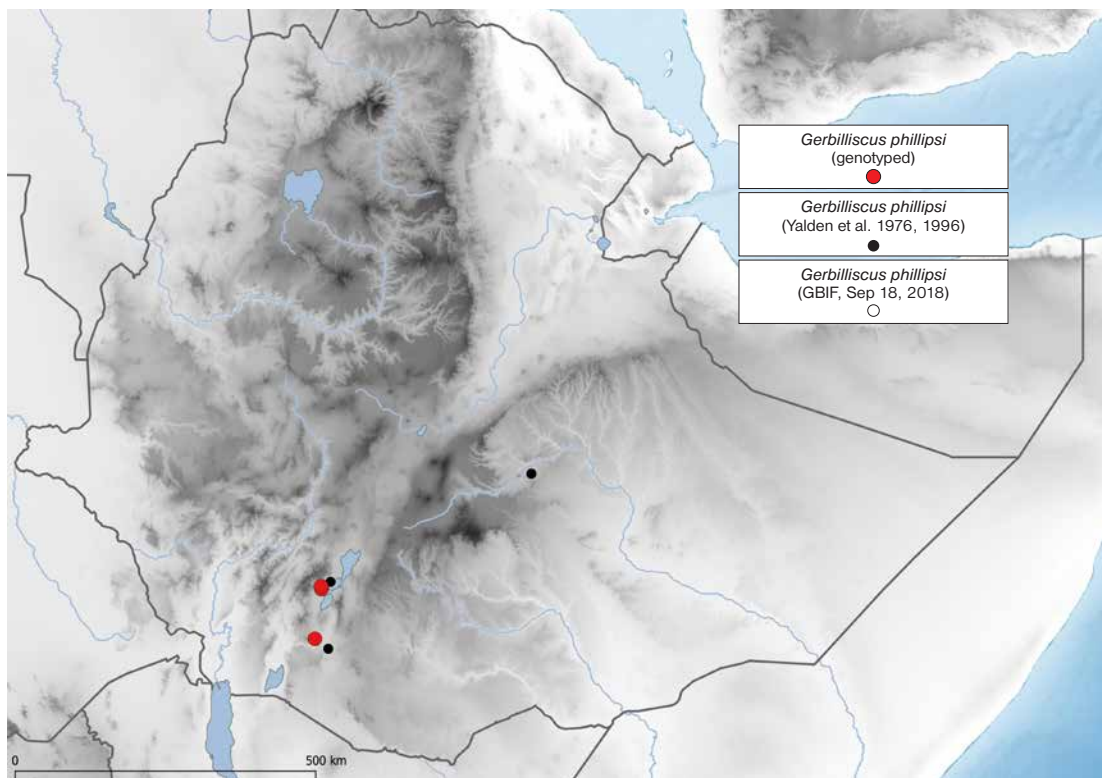 Gerbilliscus phillipsi
(genotyped)
Gerbilliscus phillipsi
(Yalden et al. 1976, 1996)
Gerbilliscus phillipsi
(GBIF, Sep 18, 2018)
0
500 km